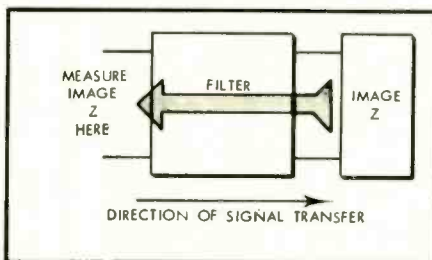 MEASURE
IMAGE
Z
HERE
FILTER
IMAGE
Z
DIRECTION OF SIGNAL TRANSFER